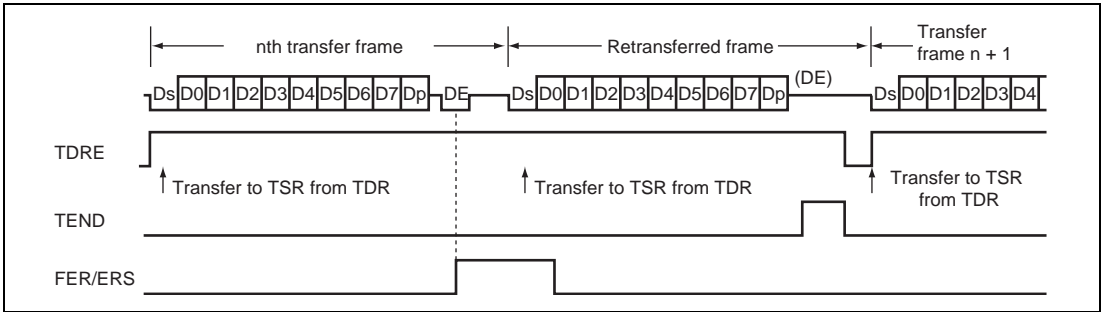 nth transfer frame
Retransferred frame
Transfer
frame n + 1
Ds D0 D1 D2 D3 D4 D5 D6 D7 Dp DE
Ds D0 D1 D2 D3 D4 D5 D6 D7 Dp
(DE)
Ds D0 D1 D2 D3 D4
TDRE
Transfer to TSR from TDR
Transfer to TSR from TDR
Transfer to TSR
from TDR
TEND
FER/ERS